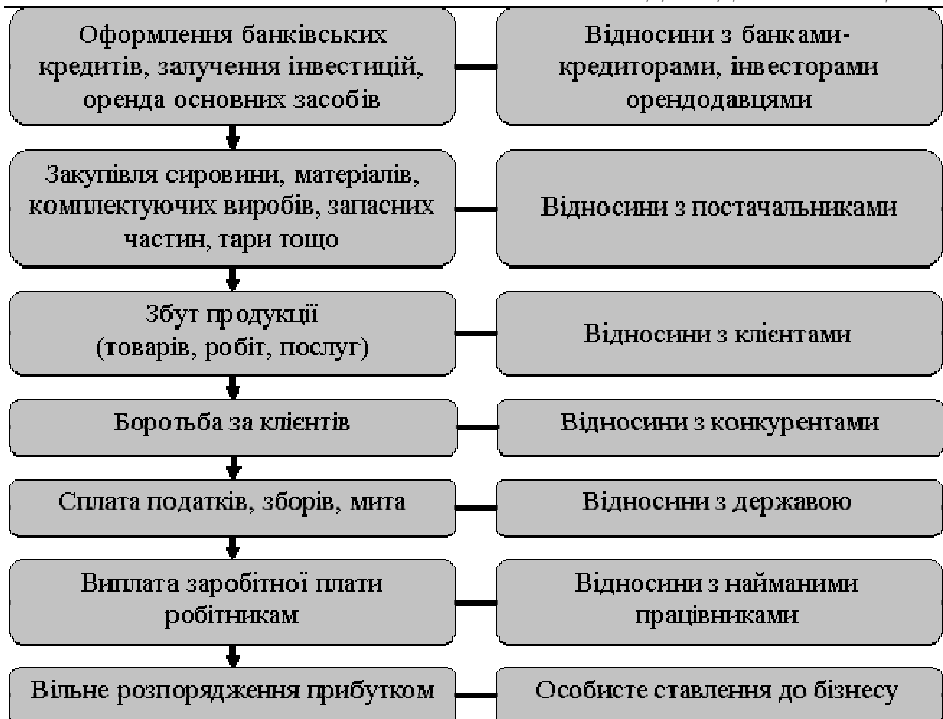 Оформлення банківських
кредитів, залучення інвестицій,
оренда основних засобів
Відносини з банками-
кредиторами, інвесторами
орендодавцями
Закупівля сировини, матеріалів,
комплектуючих виробів, запасних
частин, тари тощо
Відносини з постачальниками
Збут продукції
(товарів, робіт, послуг)
Відносини з клієнтами
Боротьба за клієнтів
Відносини з конкурентами
Сплата податків, зборів, мита
Відносини з державою
Виплата заробітної плати
робітникам
Відносини з найманими
працівниками
Вільне розпорядження прибутком
Особисте ставлення до бізнесу